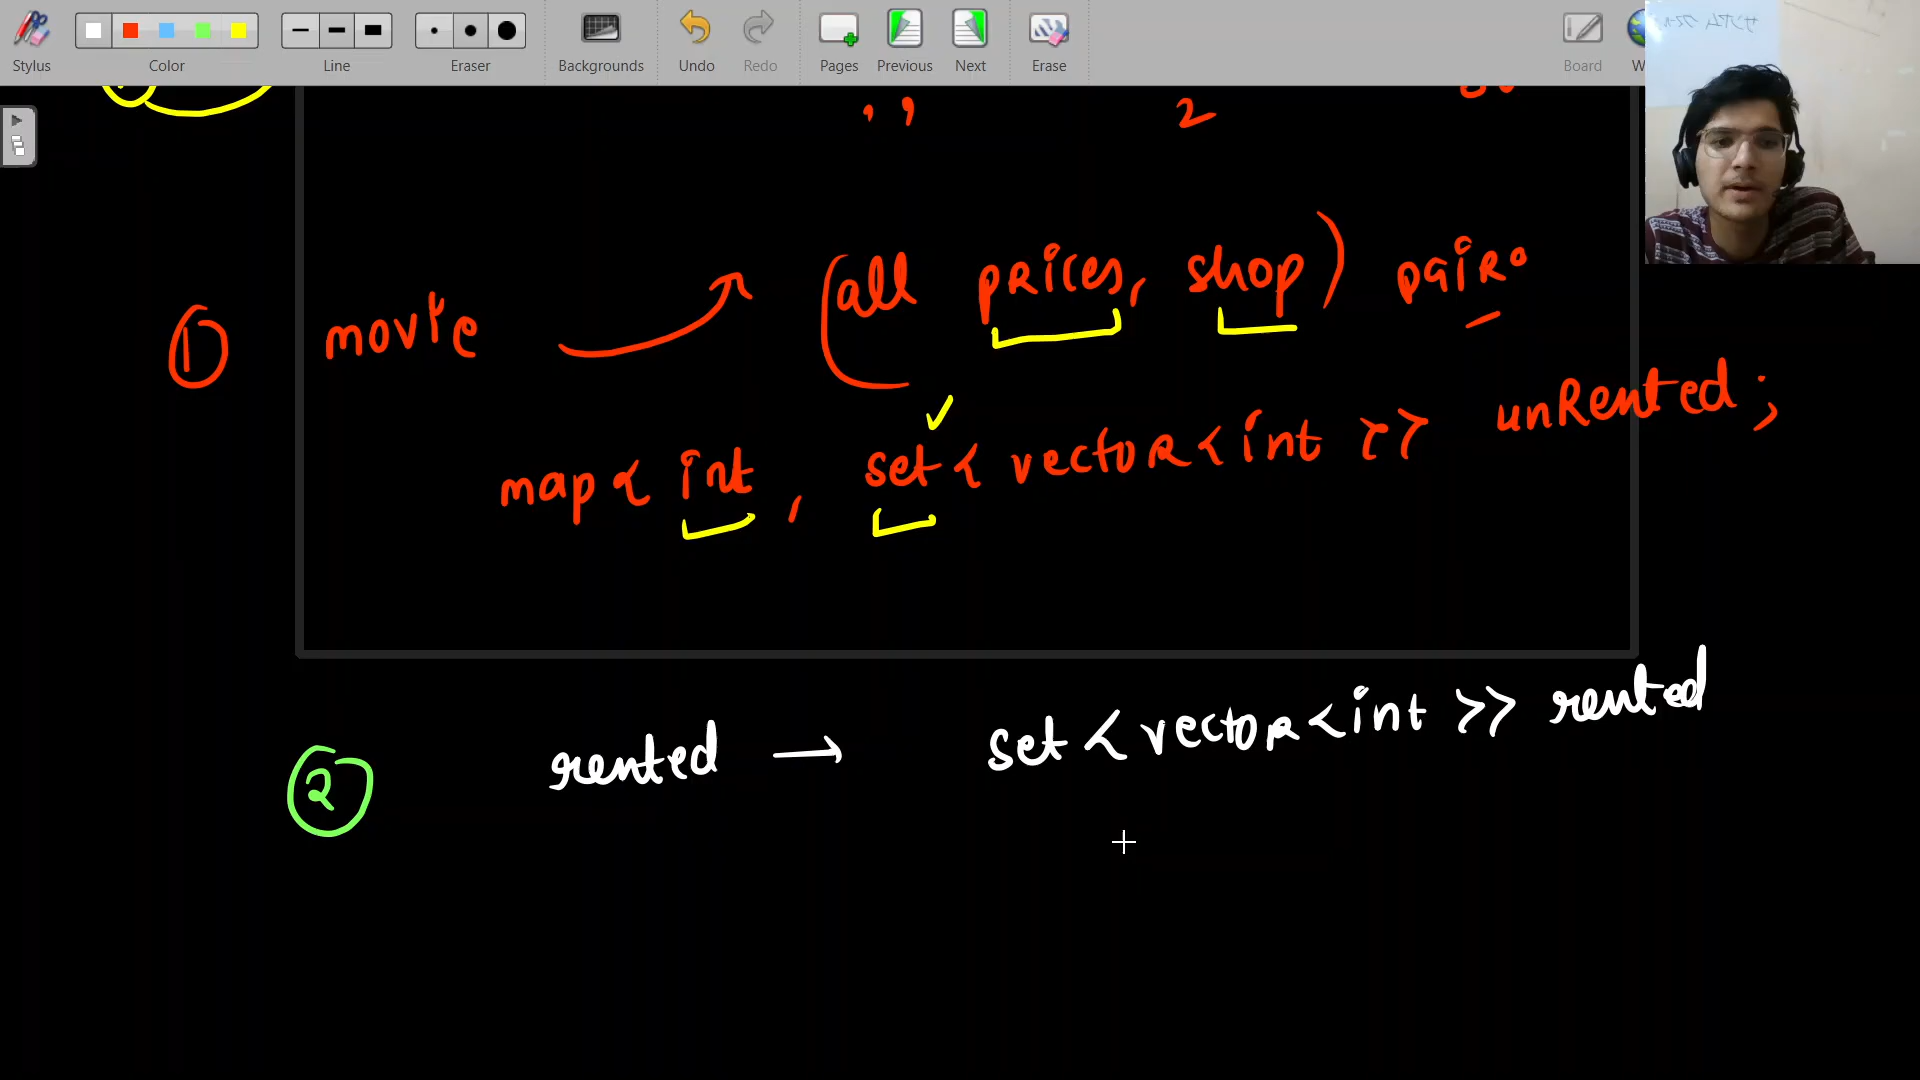 Stylus Color Line Eraser Backgrounds Undo Redo Pages Previous Next Erase Board W
, , 2
① movie (all prices, shop) pair.
map < int , set < vector < int >> unRented ;
② rented → set < vector < int >> rented